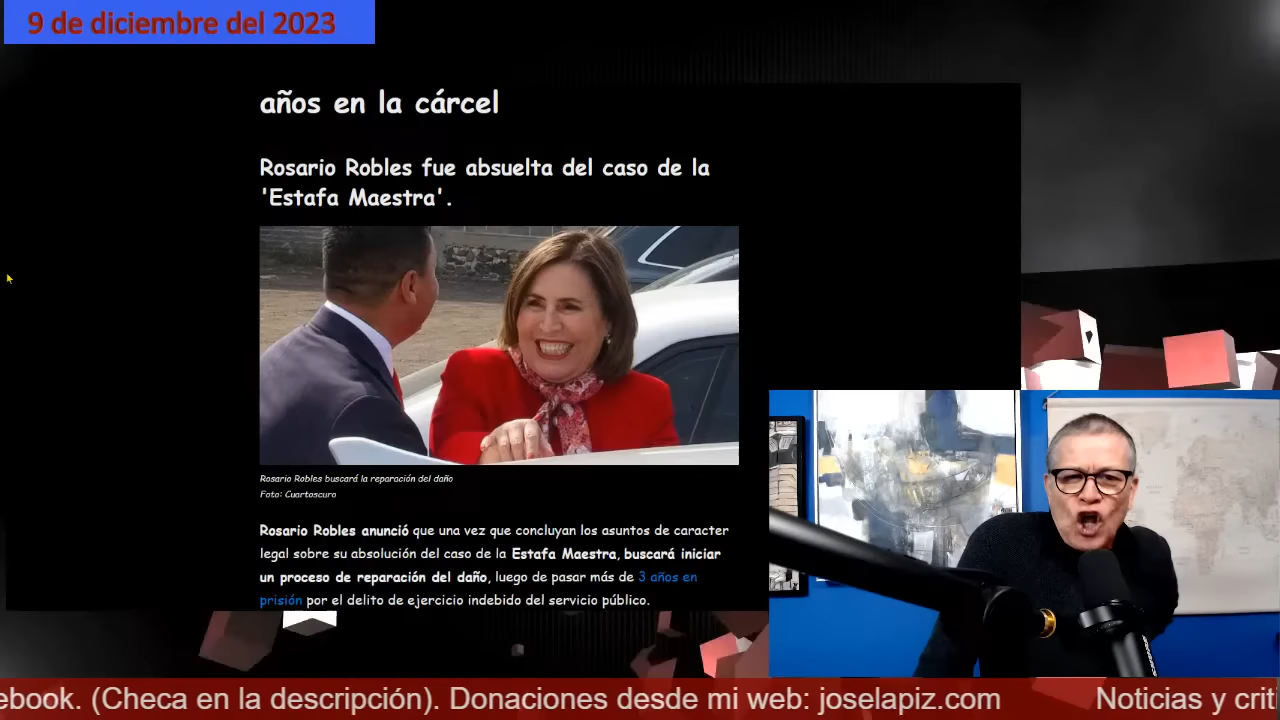 9 de diciembre del 2023
años en la cárcel
Rosario Robles fue absuelta del caso de la
'Estafa Maestra'.
Rosario Robles buscará la reparación del daño
Foto: Cuartoscuro
Rosario Robles anunció que una vez que concluyan los asuntos de caracter
legal sobre su absolución del caso de la Estafa Maestra, buscará iniciar
un proceso de reparación del daño, luego de pasar más de 3 años en
prisión por el delito de ejercicio indebido del servicio público.
ebook. (Checa en la descripción). Donaciones desde mi web: joselapiz.com Noticias y crit